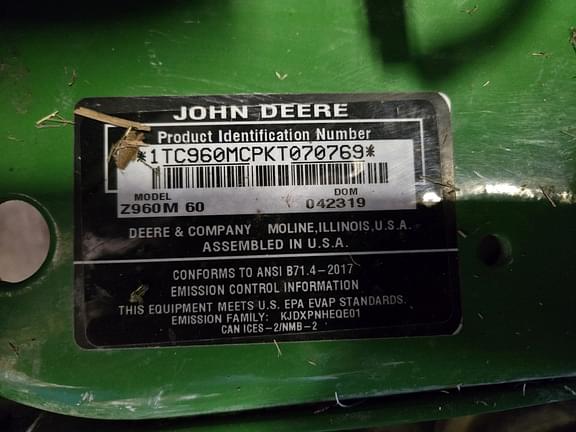 JOHN DEERE
Product Identification Number
*1TC960MCPKT070769*
MODEL DOM
Z960M 60 042319
DEERE & COMPANY MOLINE, ILLINOIS, U.S.A.
ASSEMBLED IN U.S.A.
CONFORMS TO ANSI B71.4-2017
EMISSION CONTROL INFORMATION
THIS EQUIPMENT MEETS U.S. EPA EVAP STANDARDS.
EMISSION FAMILY: KJDXPNHEQE01
CAN ICES-2/NMB-2